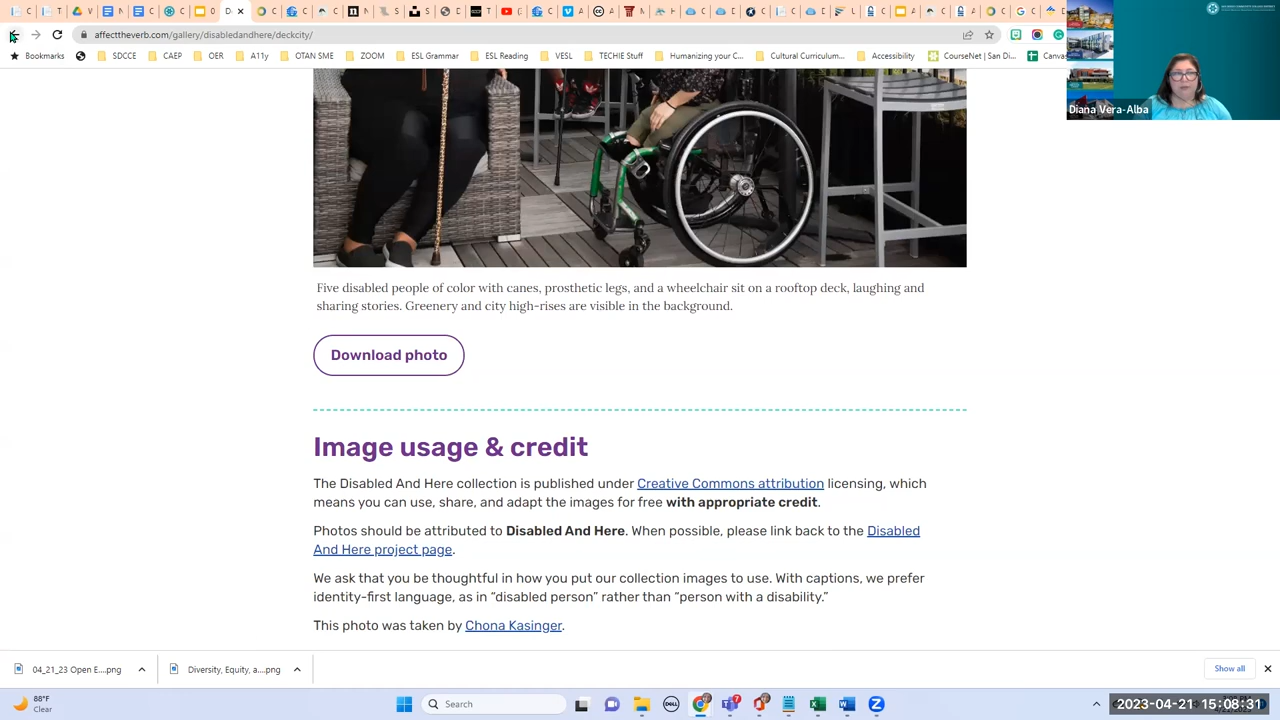 D
affecttheverb.com/gallery/disabledandhere/deckcity/
Bookmarks
SDCCE
CAEP
OER
A11y
OTAN SME
ESL Grammar
ESL Reading
VESL
TECHIE Stuff
Humanizing your C...
Cultural Curriculum...
Accessibility
CourseNet | San Di...
Diana Vera-Alba
Five disabled people of color with canes, prosthetic legs, and a wheelchair sit on a rooftop deck, laughing and
sharing stories. Greenery and city high-rises are visible in the background.
Download photo
Image usage & credit
The Disabled And Here collection is published under Creative Commons attribution licensing, which
means you can use, share, and adapt the images for free with appropriate credit.
Photos should be attributed to Disabled And Here. When possible, please link back to the Disabled
And Here project page.
We ask that you be thoughtful in how you put our collection images to use. With captions, we prefer
identity-first language, as in “disabled person” rather than “person with a disability.”
This photo was taken by Chona Kasinger.
04_21_23 Open E....png
Diversity, Equity, a....png
Show all
88°F
Clear
Search
2023-04-21 15:08:31